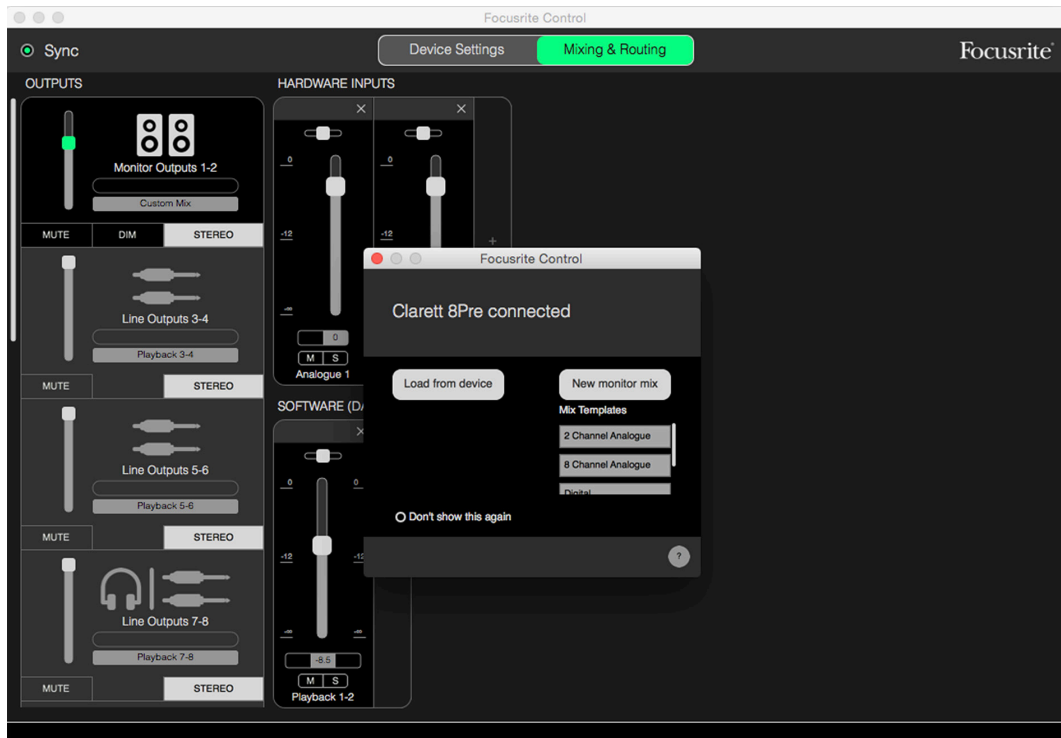 Focusrite Control
Sync
Device Settings
Mixing & Routing
Focusrite
OUTPUTS
Monitor Outputs 1-2
Custom Mix
MUTE DIM STEREO
Line Outputs 3-4
Playback 3-4
MUTE STEREO
Line Outputs 5-6
Playback 5-6
MUTE STEREO
Line Outputs 7-8
Playback 7-8
MUTE STEREO
HARDWARE INPUTS
0 0
-12 -12
-∞
0
M S
Analogue 1
+
SOFTWARE (DA
0 0
-12 -12
-∞ -∞
-8.5
M S
Playback 1-2
Focusrite Control
Clarett 8Pre connected
Load from device
New monitor mix
Mix Templates
2 Channel Analogue
8 Channel Analogue
Digital
Don't show this again
?